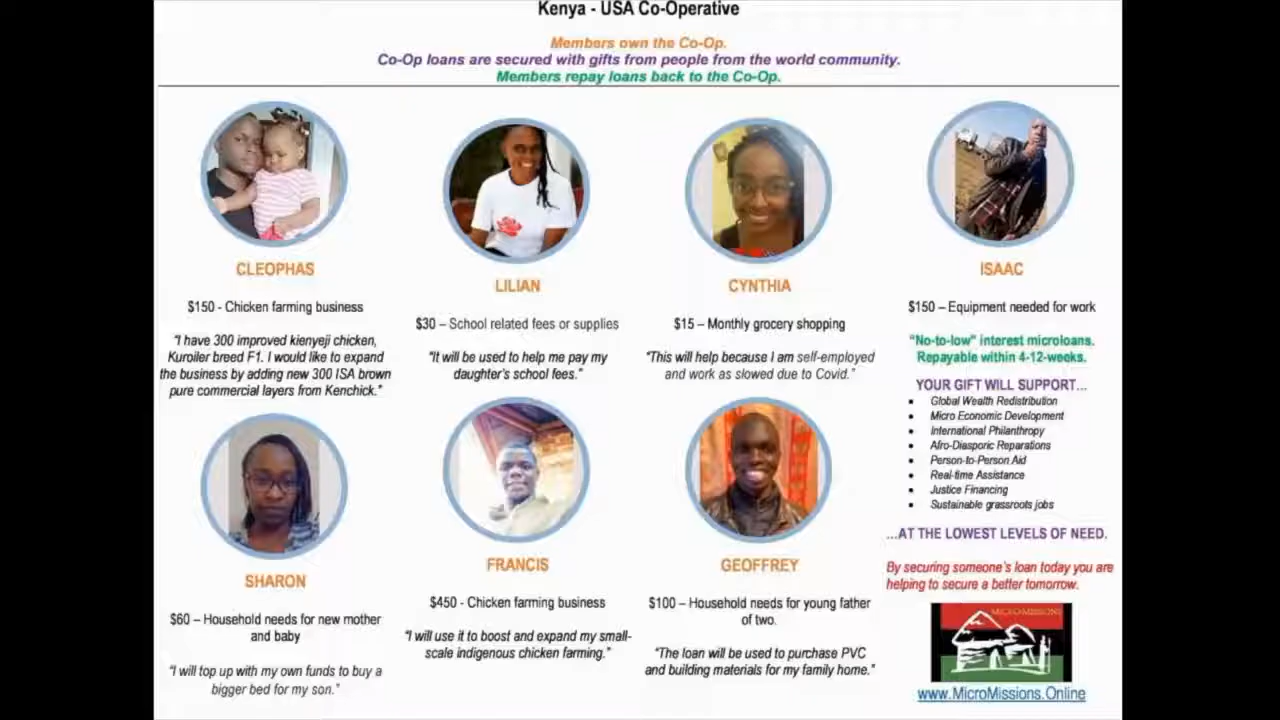 Kenya - USA Co-Operative
Members own the Co-Op.
Co-Op loans are secured with gifts from people from the world community.
Members repay loans back to the Co-Op.
CLEOPHAS
$150 - Chicken farming business
"I have 300 improved kienyeji chicken,
Kuroiler breed F1. I would like to expand
the business by adding new 300 ISA brown
pure commercial layers from Kenchick."
LILIAN
$30 – School related fees or supplies
"It will be used to help me pay my
daughter's school fees."
CYNTHIA
$15 – Monthly grocery shopping
"This will help because I am self-employed
and work as slowed due to Covid."
ISAAC
$150 – Equipment needed for work
"No-to-low" interest microloans.
Repayable within 4-12-weeks.
YOUR GIFT WILL SUPPORT...
• Global Wealth Redistribution
• Micro Economic Development
• International Philanthropy
• Afro-Diasporic Reparations
• Person-to-Person Aid
• Real-time Assistance
• Justice Financing
• Sustainable grassroots jobs
...AT THE LOWEST LEVELS OF NEED.
By securing someone's loan today you are
helping to secure a better tomorrow.
MICRO-MISSIONS
www.MicroMissions.Online
SHARON
$60 – Household needs for new mother
and baby
"I will top up with my own funds to buy a
bigger bed for my son."
FRANCIS
$450 - Chicken farming business
"I will use it to boost and expand my small-
scale indigenous chicken farming."
GEOFFREY
$100 – Household needs for young father
of two.
"The loan will be used to purchase PVC
and building materials for my family home."